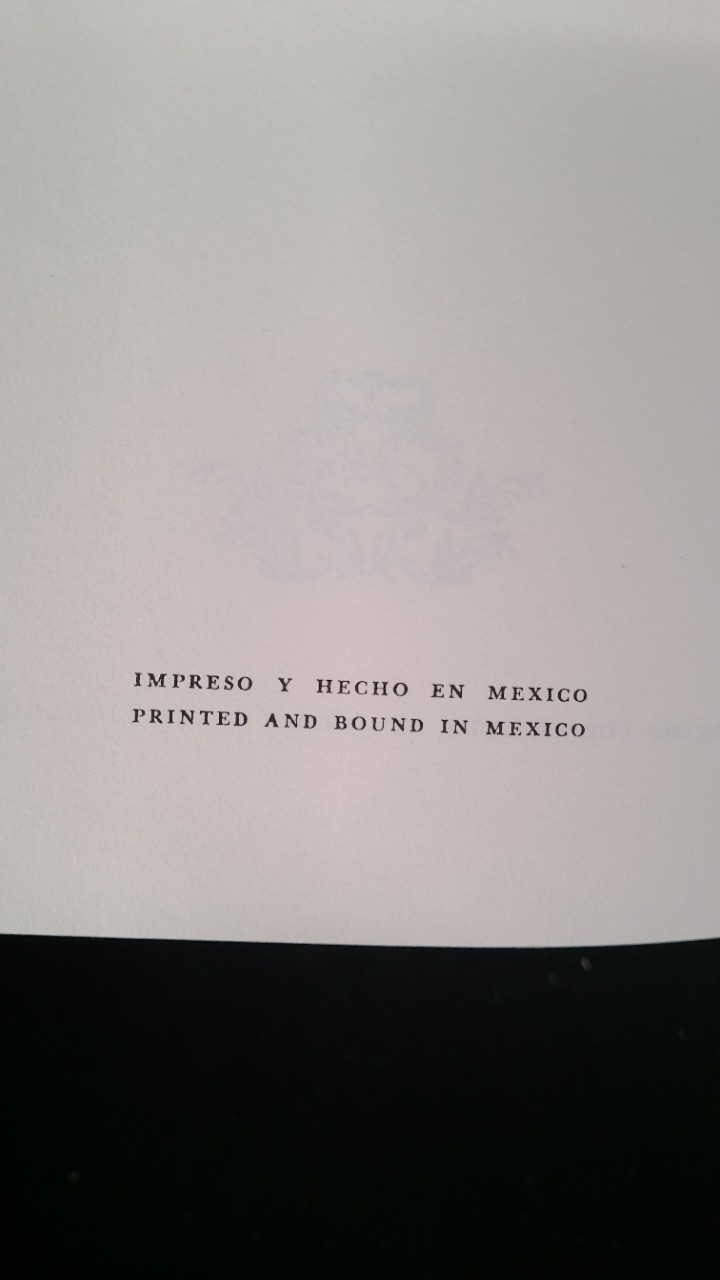 IMPRESO Y HECHO EN MEXICO
PRINTED AND BOUND IN MEXICO